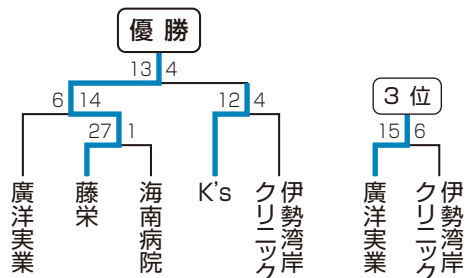 優勝
13 4
6 14
12 4
27 1
廣洋実業
藤栄
海南病院
K's
伊勢湾岸
クリニック
3位
15 6
廣洋実業
伊勢湾岸
クリニック